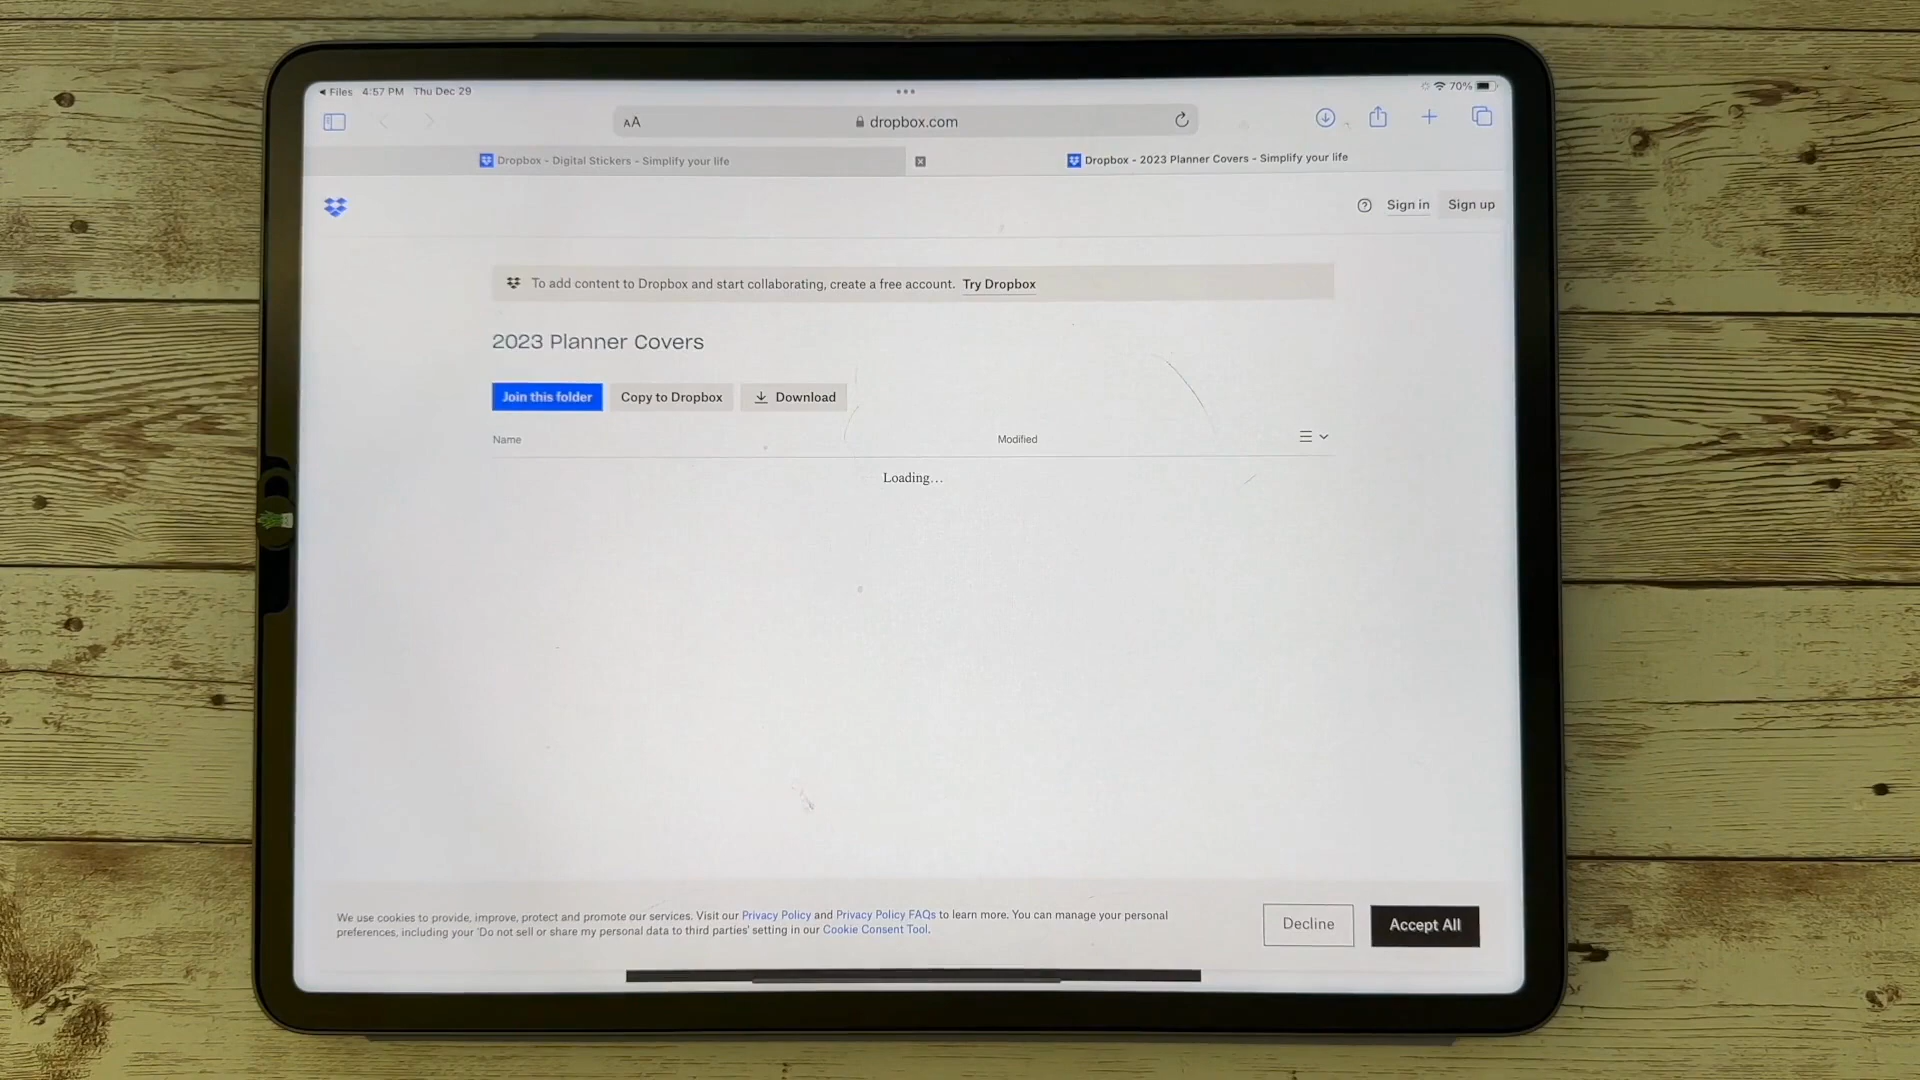 Files 4:57 PM Thu Dec 29
70%
AA
dropbox.com
Dropbox - Digital Stickers - Simplify your life
Dropbox - 2023 Planner Covers - Simplify your life
Sign in
Sign up
To add content to Dropbox and start collaborating, create a free account. Try Dropbox
2023 Planner Covers
Join this folder
Copy to Dropbox
Download
Name
Modified
Loading...
We use cookies to provide, improve, protect and promote our services. Visit our Privacy Policy and Privacy Policy FAQs to learn more. You can manage your personal
preferences, including your 'Do not sell or share my personal data to third parties' setting in our Cookie Consent Tool.
Decline
Accept All